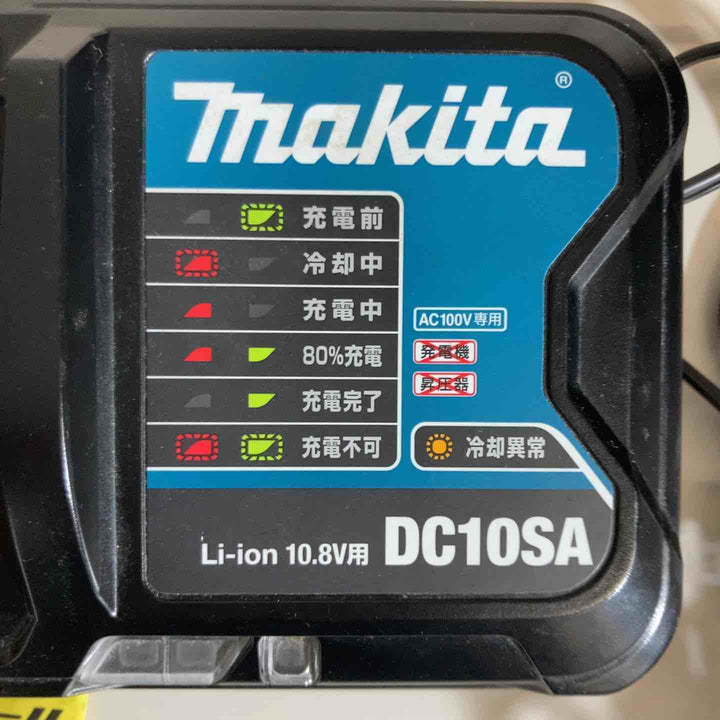 makita®
充電前
冷却中
充電中
80%充電
充電完了
充電不可
AC100V専用
発電機
昇圧器
冷却異常
Li-ion 10.8V用 DC10SA